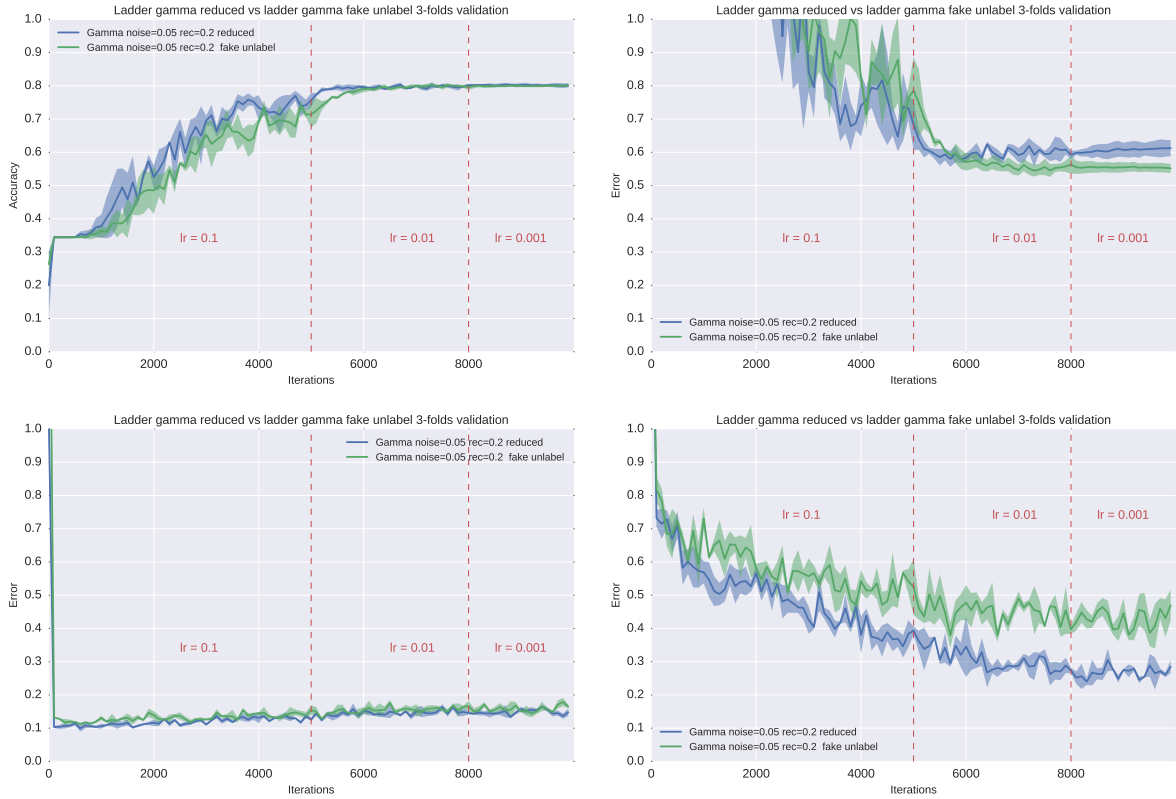 Ladder gamma reduced vs ladder gamma fake unlabel 3-folds validation
1.0
Gamma noise=0.05 rec=0.2 reduced
Gamma noise=0.05 rec=0.2 fake unlabel
0.9
0.8
0.7
0.6
0.5
0.4
0.3
0.2
0.1
0.0
Accuracy
lr = 0.1 lr = 0.01 lr = 0.001
0 2000 4000 6000 8000
Iterations
Ladder gamma reduced vs ladder gamma fake unlabel 3-folds validation
1.0
0.9
0.8
0.7
0.6
0.5
0.4
0.3
0.2
0.1
0.0
Error
lr = 0.1 lr = 0.01 lr = 0.001
Gamma noise=0.05 rec=0.2 reduced
Gamma noise=0.05 rec=0.2 fake unlabel
0 2000 4000 6000 8000
Iterations
Ladder gamma reduced vs ladder gamma fake unlabel 3-folds validation
1.0
Gamma noise=0.05 rec=0.2 reduced
Gamma noise=0.05 rec=0.2 fake unlabel
0.9
0.8
0.7
0.6
0.5
0.4
0.3
0.2
0.1
0.0
Error
lr = 0.1 lr = 0.01 lr = 0.001
0 2000 4000 6000 8000
Iterations
Ladder gamma reduced vs ladder gamma fake unlabel 3-folds validation
1.0
0.9
0.8
0.7
0.6
0.5
0.4
0.3
0.2
0.1
0.0
Error
lr = 0.1 lr = 0.01 lr = 0.001
Gamma noise=0.05 rec=0.2 reduced
Gamma noise=0.05 rec=0.2 fake unlabel
0 2000 4000 6000 8000
Iterations